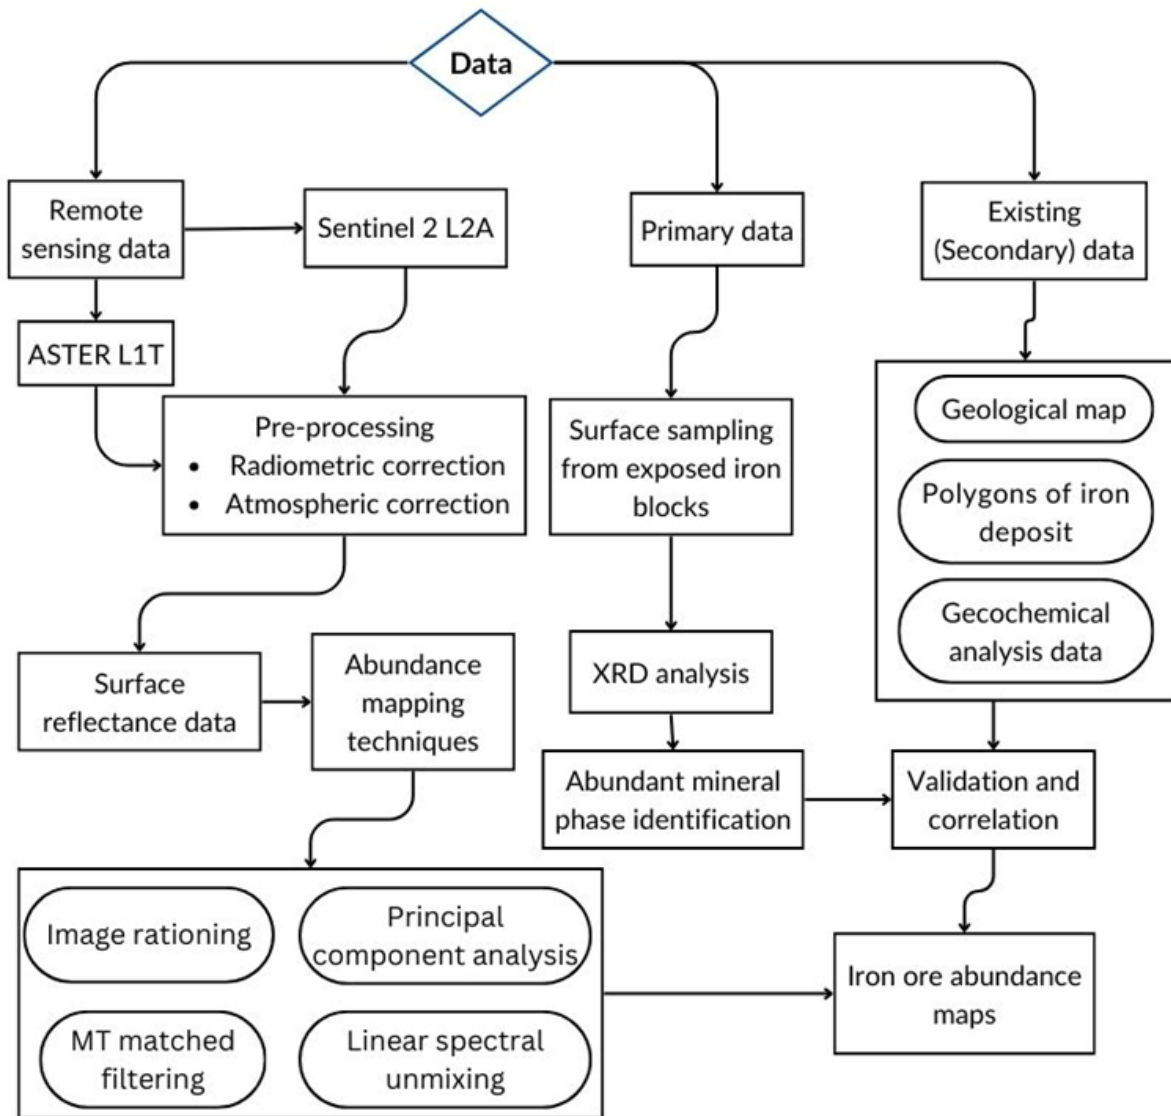 Data
Remote
sensing data
Sentinel 2 L2A
Primary data
Existing
(Secondary) data
ASTER L1T
Pre-processing
• Radiometric correction
• Atmospheric correction
Surface sampling
from exposed iron
blocks
Geological map
Polygons of iron
deposit
Gecochemical
analysis data
Surface
reflectance data
Abundance
mapping
techniques
XRD analysis
Abundant mineral
phase identification
Validation and
correlation
Image rationing
Principal
component analysis
MT matched
filtering
Linear spectral
unmixing
Iron ore abundance
maps